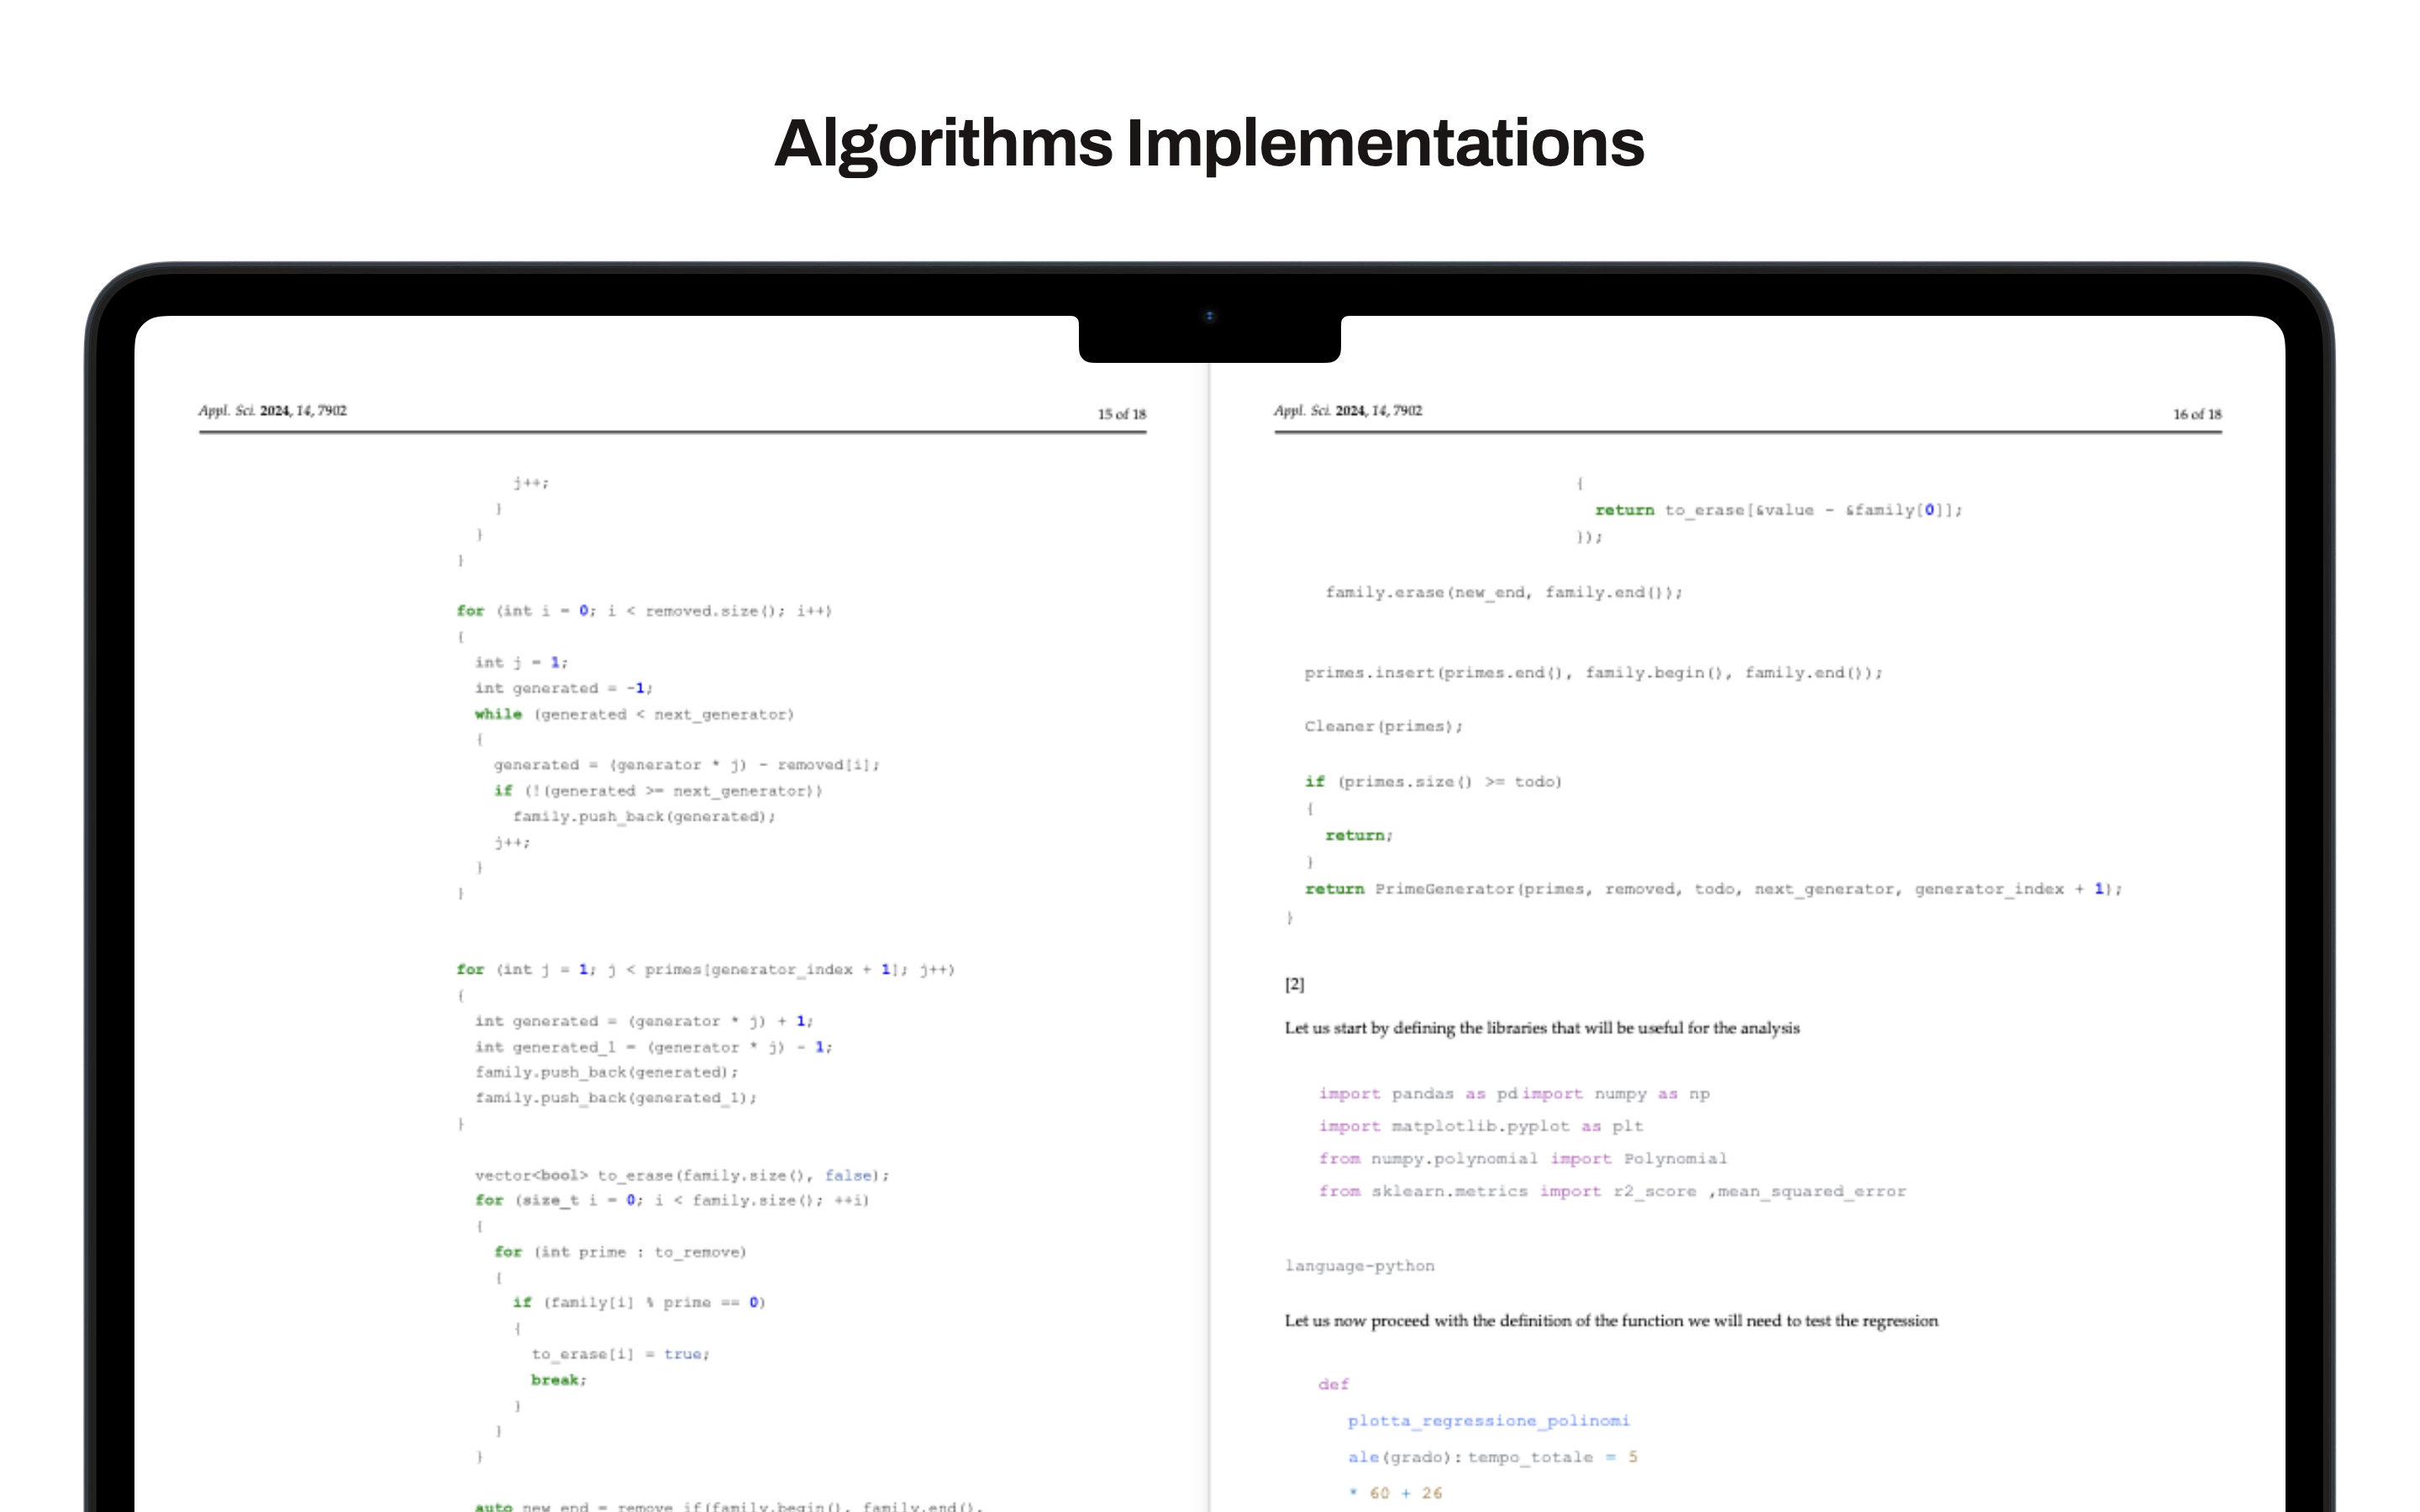 Algorithms Implementations
Appl. Sci. 2024, 14, 7902
15 of 18
j++;
}
}
}
for (int i = 0; i < removed.size(); i++)
{
int j = 1;
int generated = -1;
while (generated < next_generator)
{
generated = (generator * j) - removed[i];
if (!(generated >= next_generator))
family.push_back(generated);
j++;
}
}
for (int j = 1; j < primes[generator_index + 1]; j++)
{
int generated = (generator * j) + 1;
int generated_1 = (generator * j) - 1;
family.push_back(generated);
family.push_back(generated_1);
}
vector<bool> to_erase(family.size(), false);
for (size_t i = 0; i < family.size(); ++i)
{
for (int prime : to_remove)
{
if (family[i] % prime == 0)
{
to_erase[i] = true;
break;
}
}
}
auto new_end = remove_if(family.begin(), family.end(),
Appl. Sci. 2024, 14, 7902
16 of 18
{
return to_erase[&value - &family[0]];
});
family.erase(new_end, family.end());
primes.insert(primes.end(), family.begin(), family.end());
Cleaner(primes);
if (primes.size() >= todo)
{
return;
}
return PrimeGenerator(primes, removed, todo, next_generator, generator_index + 1);
}
[2]
Let us start by defining the libraries that will be useful for the analysis
import pandas as pdimport numpy as np
import matplotlib.pyplot as plt
from numpy.polynomial import Polynomial
from sklearn.metrics import r2_score ,mean_squared_error
language-python
Let us now proceed with the definition of the function we will need to test the regression
def
plotta_regressione_polinomi
ale(grado): tempo_totale = 5
* 60 + 26